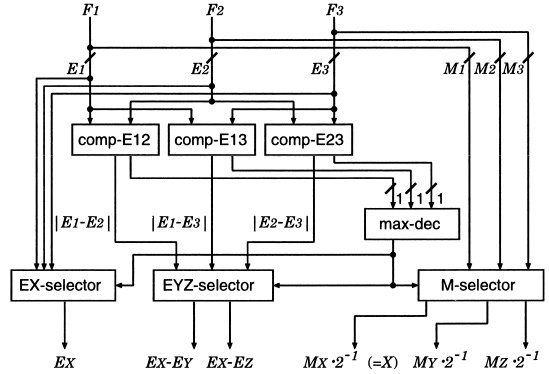 F1 F2 F3
E1 E2 E3 M1 M2 M3
comp-E12 comp-E13 comp-E23
1 1 1
|E1-E2| |E1-E3| |E2-E3| max-dec
EX-selector EYZ-selector M-selector
EX EX-EY EX-EZ MX·2⁻¹ (=X) MY·2⁻¹ MZ·2⁻¹